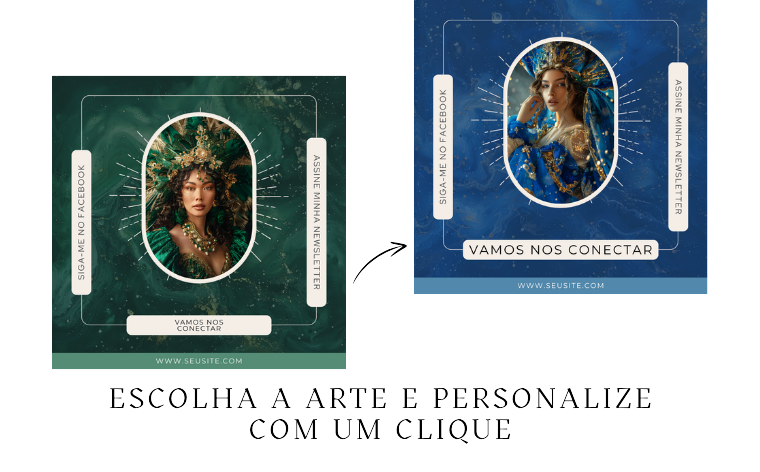 SIGA-ME NO FACEBOOK
ASSINE MINHA NEWSLETTER
VAMOS NOS
CONECTAR
WWW.SEUSITE.COM
SIGA-ME NO FACEBOOK
ASSINE MINHA NEWSLETTER
VAMOS NOS CONECTAR
WWW.SEUSITE.COM
ESCOLHA A ARTE E PERSONALIZE
COM UM CLIQUE